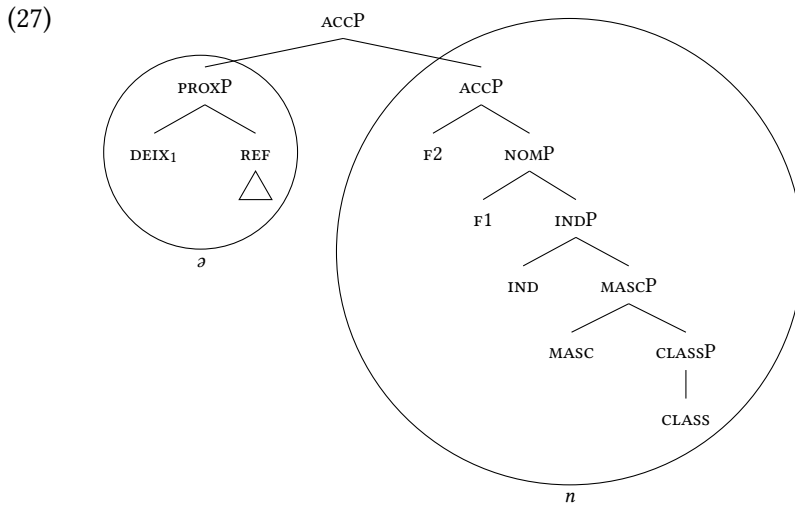 (27)
ACCP
PROXP ACCP
DEIX1 REF F2 NOMP
F1 INDP
ə
IND MASCP
MASC CLASSP
CLASS
n